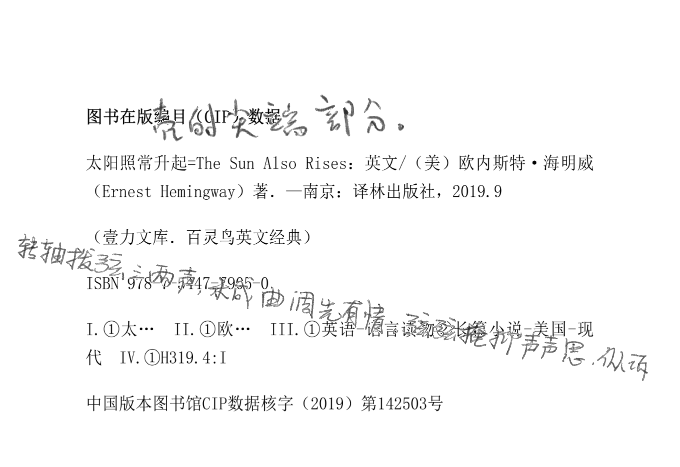 图书在版编目（CIP）数据
壳的尖端部分。
太阳照常升起=The Sun Also Rises：英文/（美）欧内斯特·海明威
（Ernest Hemingway）著．—南京：译林出版社，2019.9
（壹力文库．百灵鸟英文经典）
转轴拨弦三两声，未成曲调先有情。弦弦掩抑声声思，似诉
ISBN 978-7-5447-7965-0
I.①太… II.①欧… III.①英语-语言读物②长篇小说-美国-现
代 IV.①H319.4:I
中国版本图书馆CIP数据核字（2019）第142503号